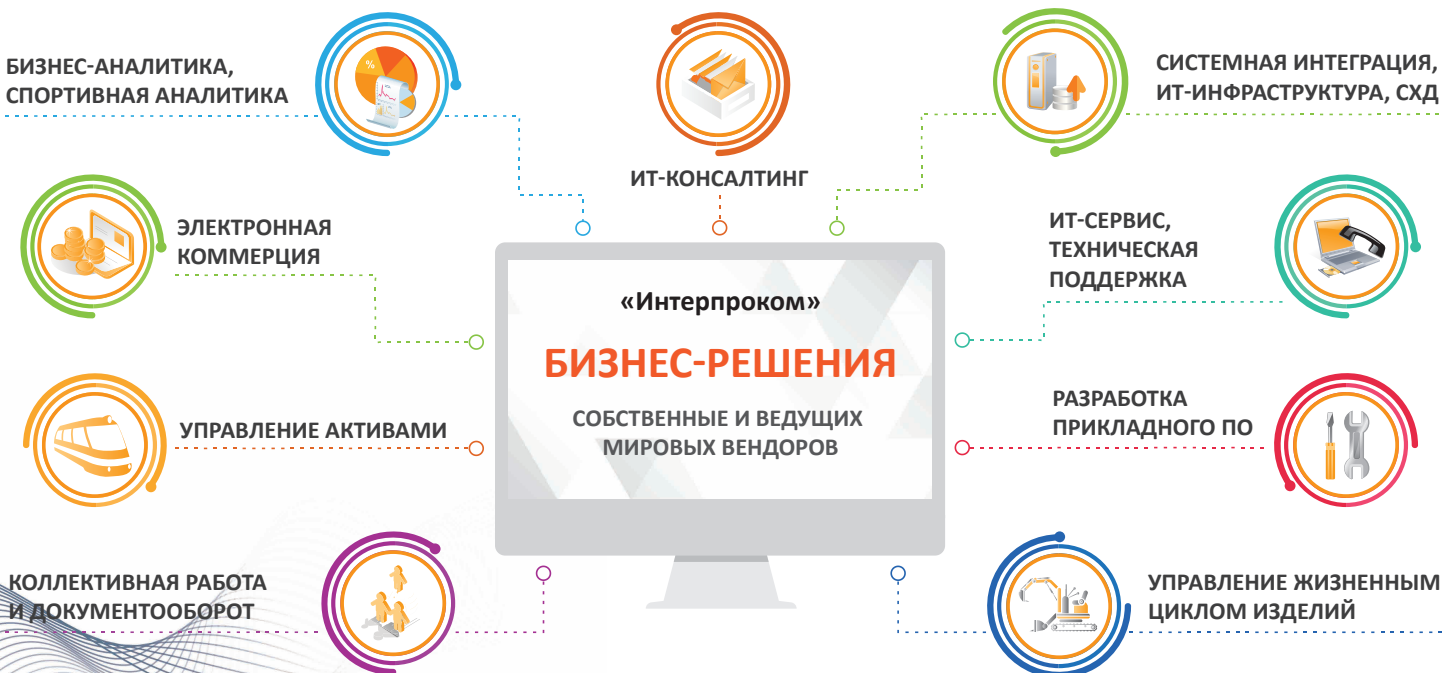 БИЗНЕС-АНАЛИТИКА,
СПОРТИВНАЯ АНАЛИТИКА
%
ИТ-КОНСАЛТИНГ
СИСТЕМНАЯ ИНТЕГРАЦИЯ,
ИТ-ИНФРАСТРУКТУРА, СХД
ЭЛЕКТРОННАЯ
КОММЕРЦИЯ
ИТ-СЕРВИС,
ТЕХНИЧЕСКАЯ
ПОДДЕРЖКА
«Интерпроком»
БИЗНЕС-РЕШЕНИЯ
СОБСТВЕННЫЕ И ВЕДУЩИХ
МИРОВЫХ ВЕНДОРОВ
УПРАВЛЕНИЕ АКТИВАМИ
РАЗРАБОТКА
ПРИКЛАДНОГО ПО
КОЛЛЕКТИВНАЯ РАБОТА
И ДОКУМЕНТООБОРОТ
УПРАВЛЕНИЕ ЖИЗНЕННЫМ
ЦИКЛОМ ИЗДЕЛИЙ